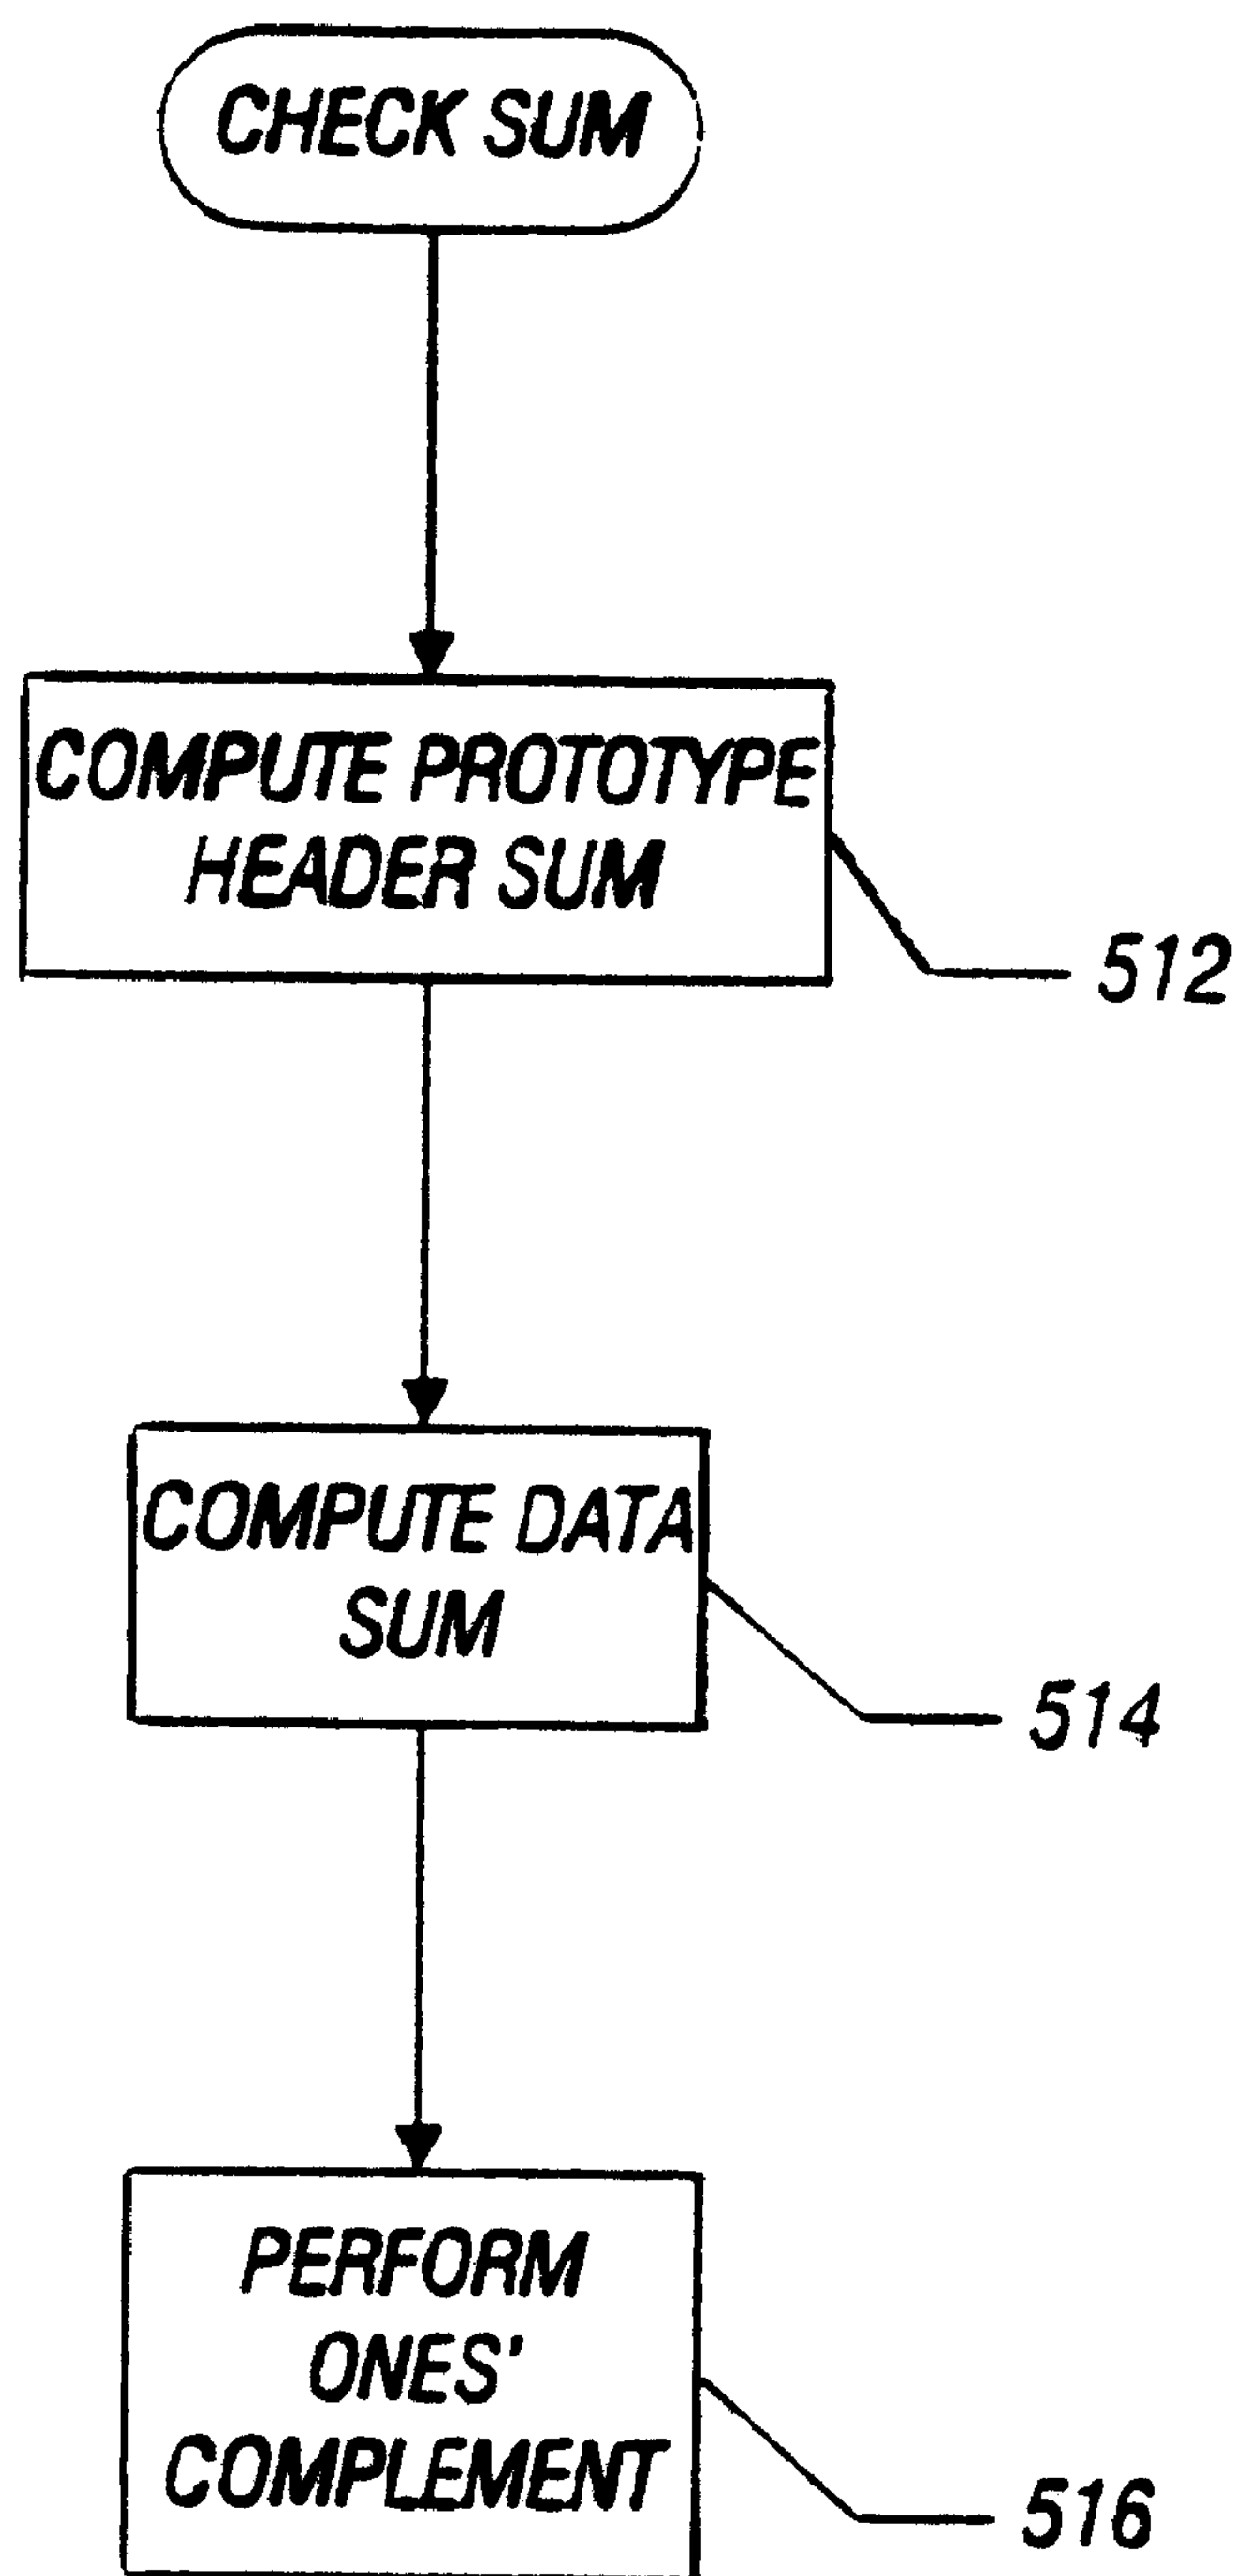 CHECK SUM
COMPUTE PROTOTYPE
HEADER SUM
512
COMPUTE DATA
SUM
514
PERFORM
ONES'
COMPLEMENT
516